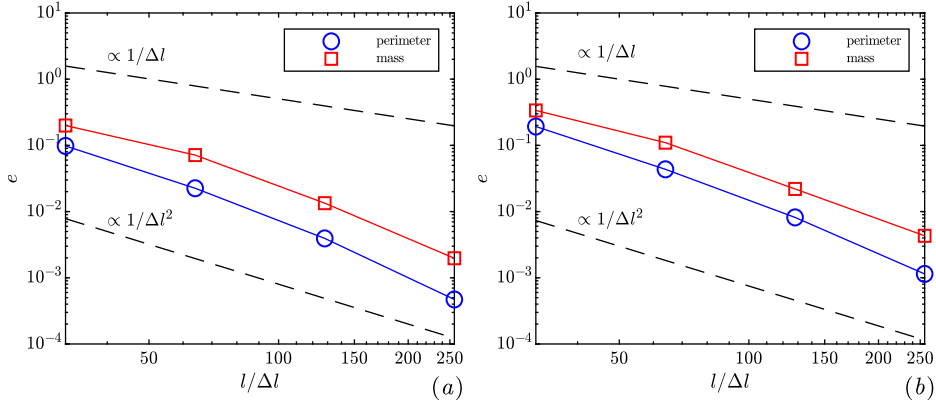 10^1
10^0
10^{-1}
10^{-2}
10^{-3}
10^{-4}
e
∝ 1/Δl
∝ 1/Δl^2
perimeter
mass
50 100 150 200 250
l/Δl
(a)
10^1
10^0
10^{-1}
10^{-2}
10^{-3}
10^{-4}
e
∝ 1/Δl
∝ 1/Δl^2
perimeter
mass
50 100 150 200 250
l/Δl
(b)